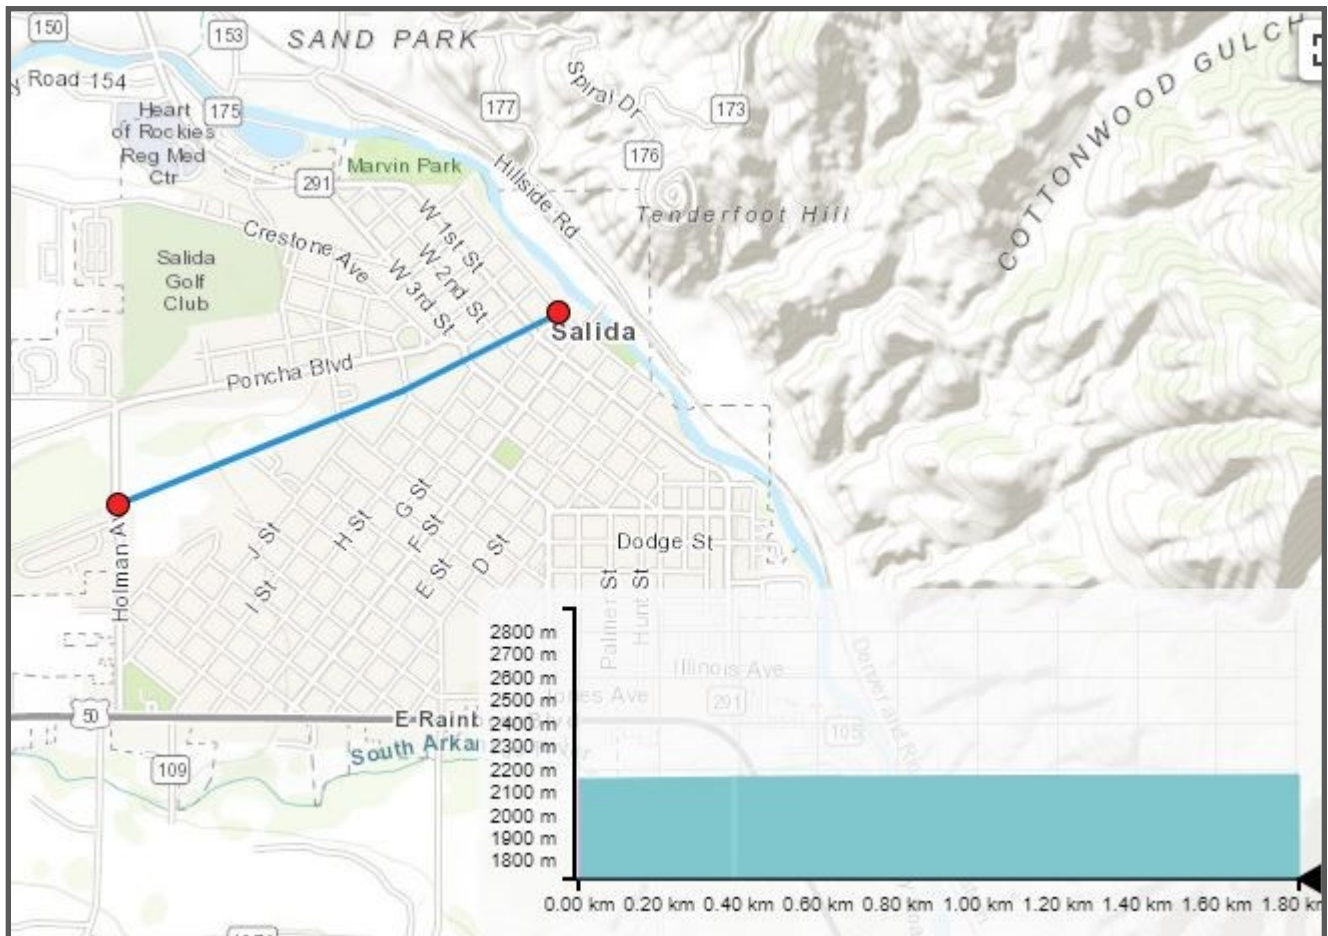 150
153
SAND PARK
y Road 154
Spiral Dr
COTTONWOOD GULCH
Heart
of Rockies
Reg Med
Ctr
175
177
173
176
Marvin Park
291
Hillside Rd
Tenderfoot Hill
W 1st St
Crestone Ave
W 2nd St
W 3rd St
Salida
Golf
Club
Salida
Poncha Blvd
G St
F St
H St
J St
D St
E St
I St
Dodge St
Holman Av
Palmer St
Hunt St
Illinois Ave
291
Jones Ave
50
E Rainb
South Arka
109
105
2800 m
2700 m
2600 m
2500 m
2400 m
2300 m
2200 m
2100 m
2000 m
1900 m
1800 m
0.00 km 0.20 km 0.40 km 0.60 km 0.80 km 1.00 km 1.20 km 1.40 km 1.60 km 1.80 km